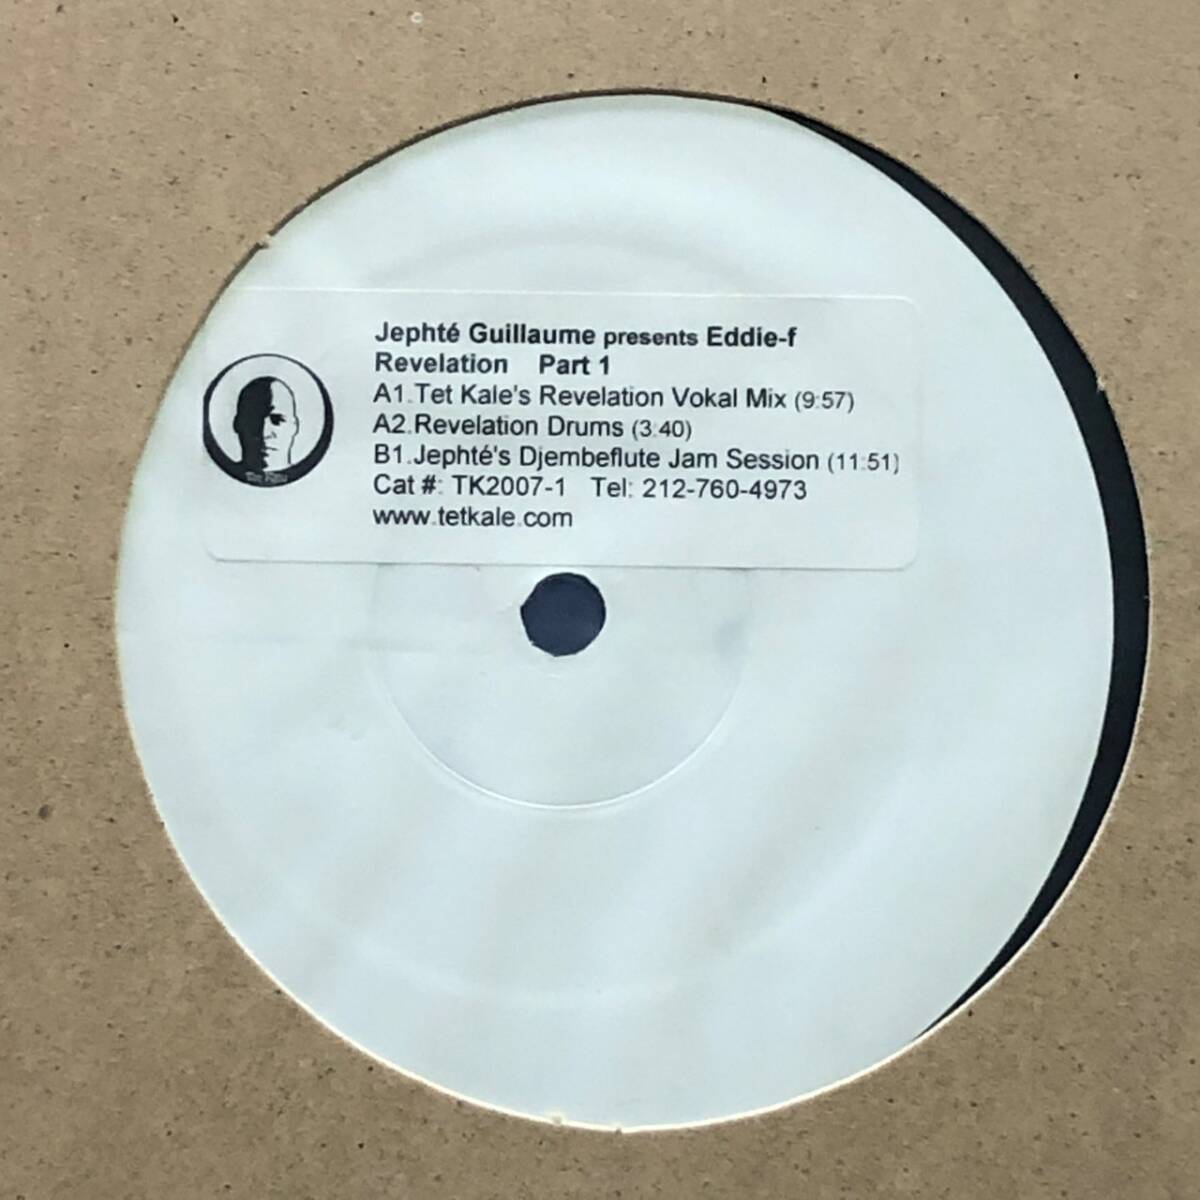 Jephté Guillaume presents Eddie-f
Revelation Part 1
A1.Tet Kale's Revelation Vokal Mix (9:57)
A2.Revelation Drums (3:40)
B1.Jephté's Djembeflute Jam Session (11:51)
Cat #: TK2007-1 Tel: 212-760-4973
www.tetkale.com